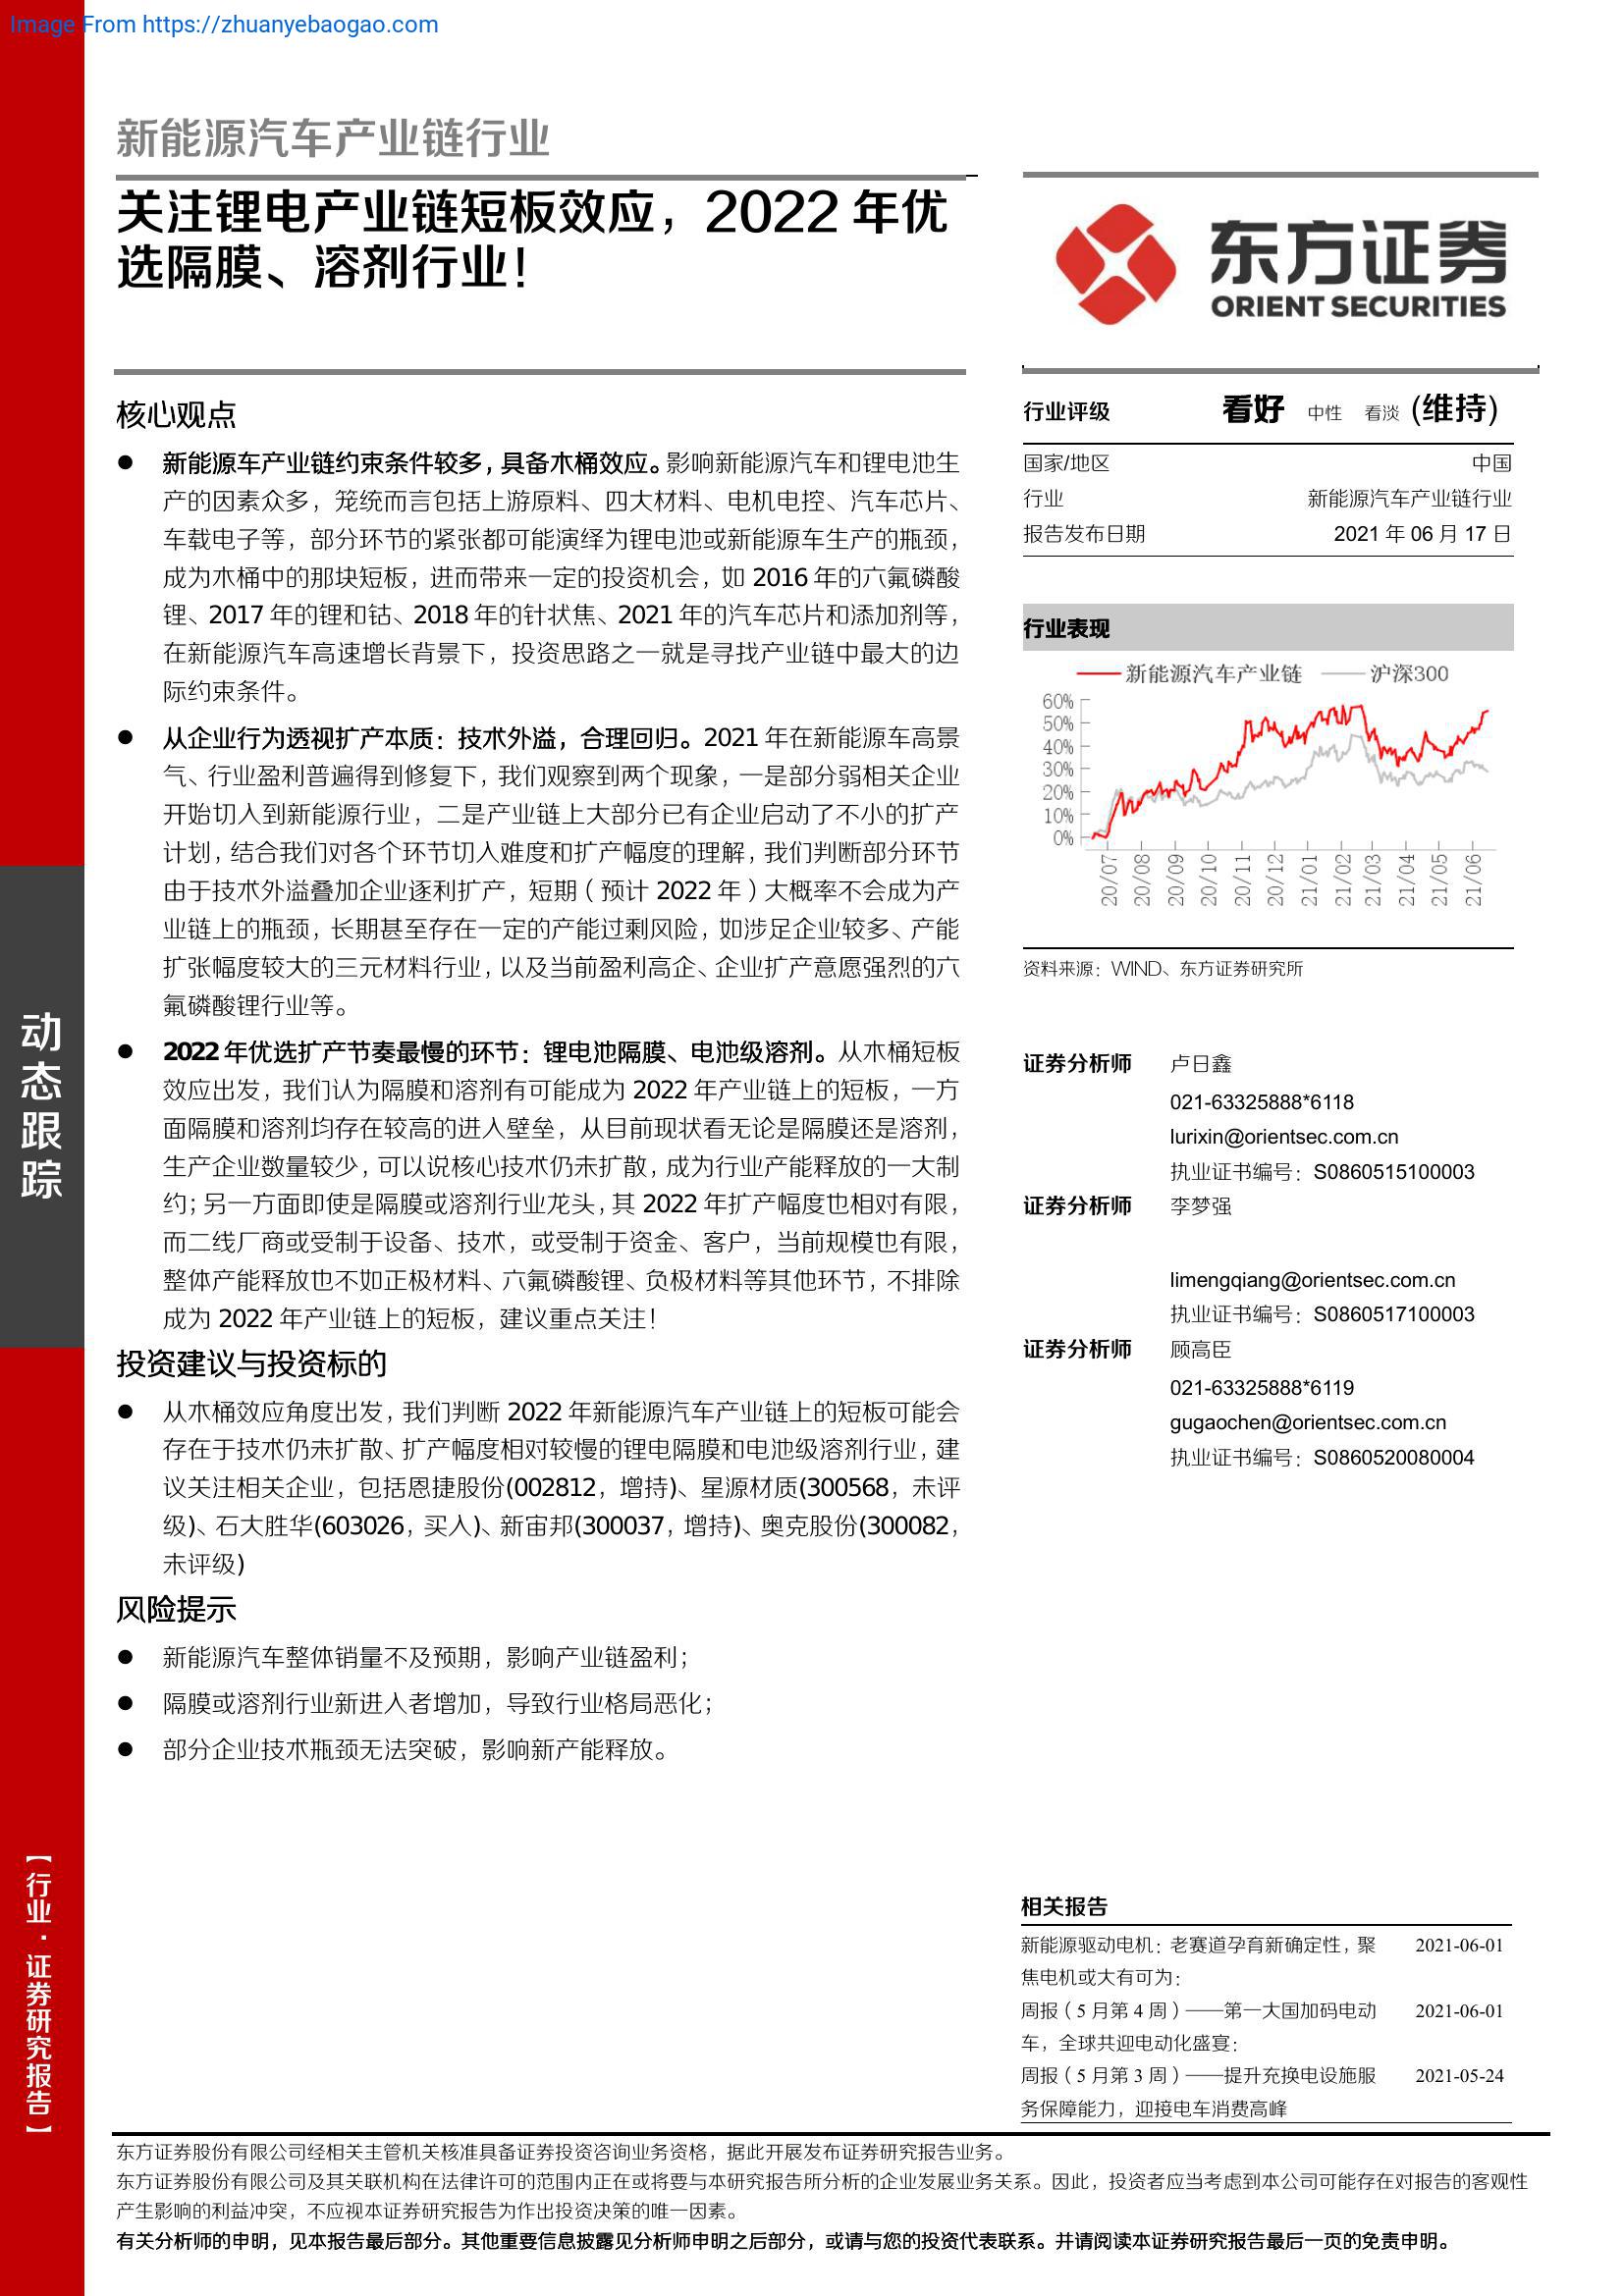 Image From https://zhuanyebaogao.com
新能源汽车产业链行业
关注锂电产业链短板效应，2022 年优
选隔膜、溶剂行业！
东方证券
ORIENT SECURITIES
核心观点
● 新能源车产业链约束条件较多，具备木桶效应。影响新能源汽车和锂电池生
产的因素众多，笼统而言包括上游原料、四大材料、电机电控、汽车芯片、
车载电子等，部分环节的紧张都可能演绎为锂电池或新能源车生产的瓶颈，
成为木桶中的那块短板，进而带来一定的投资机会，如 2016 年的六氟磷酸
锂、2017 年的锂和钴、2018 年的针状焦、2021 年的汽车芯片和添加剂等，
在新能源汽车高速增长背景下，投资思路之一就是寻找产业链中最大的边
际约束条件。
● 从企业行为透视扩产本质：技术外溢，合理回归。2021 年在新能源车高景
气、行业盈利普遍得到修复下，我们观察到两个现象，一是部分弱相关企业
开始切入到新能源行业，二是产业链上大部分已有企业启动了不小的扩产
计划，结合我们对各个环节切入难度和扩产幅度的理解，我们判断部分环节
由于技术外溢叠加企业逐利扩产，短期（预计 2022 年）大概率不会成为产
业链上的瓶颈，长期甚至存在一定的产能过剩风险，如涉足企业较多、产能
扩张幅度较大的三元材料行业，以及当前盈利高企、企业扩产意愿强烈的六
氟磷酸锂行业等。
● 2022 年优选扩产节奏最慢的环节：锂电池隔膜、电池级溶剂。从木桶短板
效应出发，我们认为隔膜和溶剂有可能成为 2022 年产业链上的短板，一方
面隔膜和溶剂均存在较高的进入壁垒，从目前现状看无论是隔膜还是溶剂，
生产企业数量较少，可以说核心技术仍未扩散，成为行业产能释放的一大制
约；另一方面即使是隔膜或溶剂行业龙头，其 2022 年扩产幅度也相对有限，
而二线厂商或受制于设备、技术，或受制于资金、客户，当前规模也有限，
整体产能释放也不如正极材料、六氟磷酸锂、负极材料等其他环节，不排除
成为 2022 年产业链上的短板，建议重点关注！
投资建议与投资标的
● 从木桶效应角度出发，我们判断 2022 年新能源汽车产业链上的短板可能会
存在于技术仍未扩散、扩产幅度相对较慢的锂电隔膜和电池级溶剂行业，建
议关注相关企业，包括恩捷股份(002812，增持)、星源材质(300568，未评
级)、石大胜华(603026，买入)、新宙邦(300037，增持)、奥克股份(300082，
未评级)
风险提示
● 新能源汽车整体销量不及预期，影响产业链盈利；
● 隔膜或溶剂行业新进入者增加，导致行业格局恶化；
● 部分企业技术瓶颈无法突破，影响新产能释放。
行业评级 看好 中性 看淡 (维持)
国家/地区 中国
行业 新能源汽车产业链行业
报告发布日期 2021 年 06 月 17 日
行业表现
新能源汽车产业链 沪深300
60%
50%
40%
30%
20%
10%
0%
20/07 20/08 20/09 20/10 20/11 20/12 21/01 21/02 21/03 21/04 21/05 21/06
资料来源：WIND、东方证券研究所
证券分析师 卢日鑫
021-63325888*6118
lurixin@orientsec.com.cn
执业证书编号：S0860515100003
证券分析师 李梦强
limengqiang@orientsec.com.cn
执业证书编号：S0860517100003
证券分析师 顾高臣
021-63325888*6119
gugaochen@orientsec.com.cn
执业证书编号：S0860520080004
相关报告
新能源驱动电机：老赛道孕育新确定性，聚 2021-06-01
焦电机或大有可为：
周报（5 月第 4 周）——第一大国加码电动 2021-06-01
车，全球共迎电动化盛宴：
周报（5 月第 3 周）——提升充换电设施服 2021-05-24
务保障能力，迎接电车消费高峰
动态跟踪
【行业·证券研究报告】
东方证券股份有限公司经相关主管机关核准具备证券投资咨询业务资格，据此开展发布证券研究报告业务。
东方证券股份有限公司及其关联机构在法律许可的范围内正在或将要与本研究报告所分析的企业发展业务关系。因此，投资者应当考虑到本公司可能存在对报告的客观性
产生影响的利益冲突，不应视本证券研究报告为作出投资决策的唯一因素。
有关分析师的申明，见本报告最后部分。其他重要信息披露见分析师申明之后部分，或请与您的投资代表联系。并请阅读本证券研究报告最后一页的免责申明。